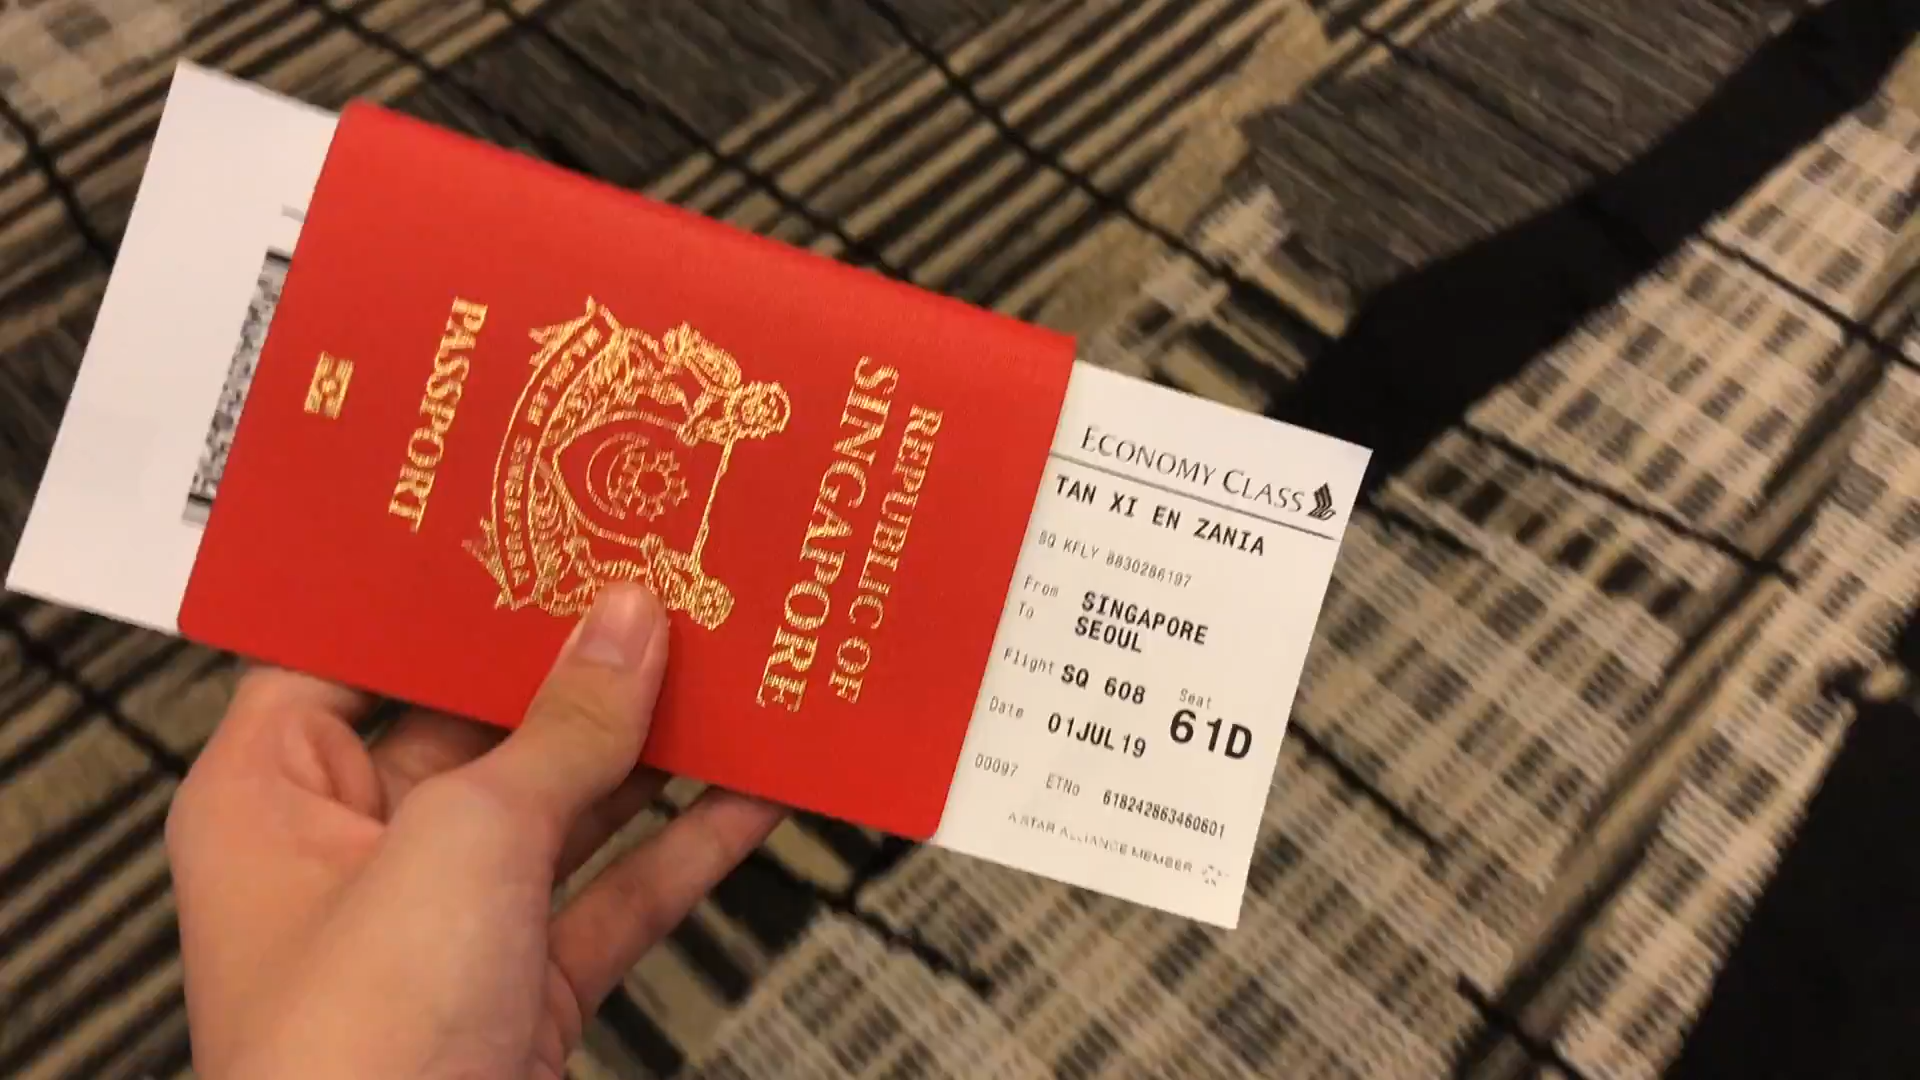 REPUBLIC OF
SINGAPORE
PASSPORT
ECONOMY CLASS
TAN XI EN ZANIA
SQ KFLY 8830286197
From SINGAPORE
To SEOUL
Flight SQ 608
Seat 61D
Date 01JUL19
00097 ETNo 618242863460601
A STAR ALLIANCE MEMBER